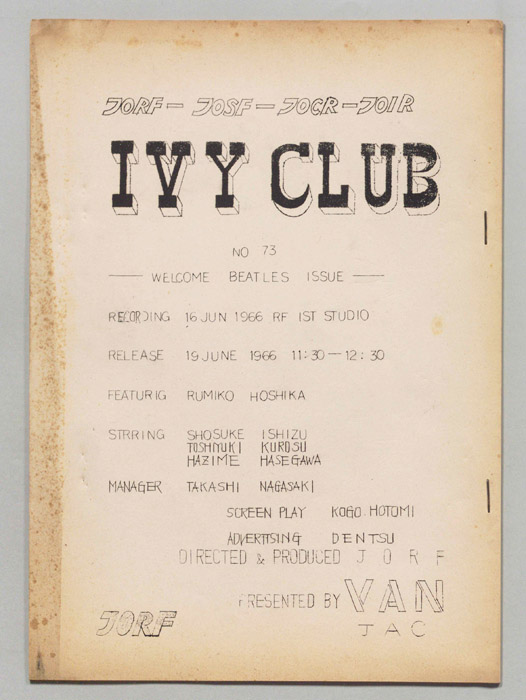 JORF — JOSF — JOCR — JOIR
IVY CLUB
NO 73
WELCOME BEATLES ISSUE
RECORDING 16 JUN 1966 RF 1ST STUDIO
RELEASE 19 JUNE 1966 11:30 — 12:30
FEATURIG RUMIKO HOSHIKA
STRRING SHOSUKE ISHIZU
TOSHIYUKI KUROSU
HAZIME HASEGAWA
MANAGER TAKASHI NAGASAKI
SCREEN PLAY KOGO HOTOMI
ADVERTISING DENTSU
DIRECTED & PRODUCED J O R F
PRESENTED BY VAN
JAC
JORF